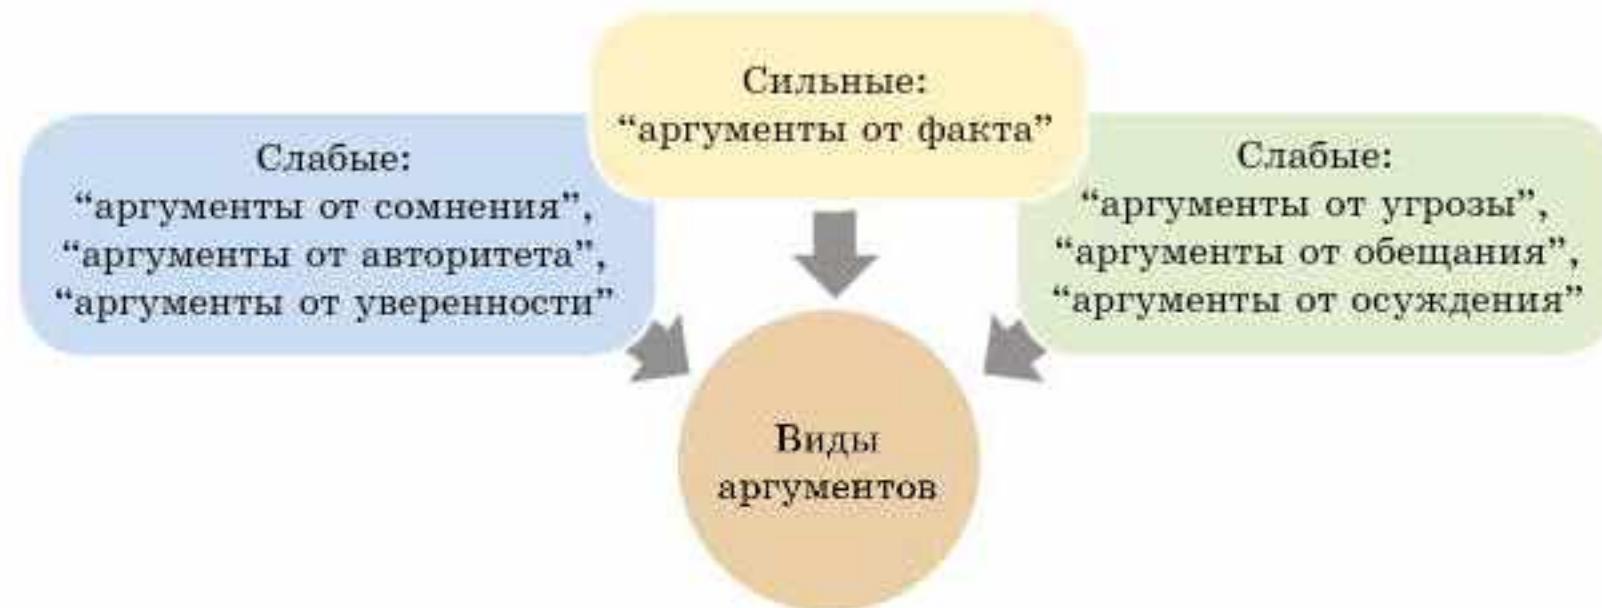 Сильные:
“аргументы от факта”
Слабые:
“аргументы от сомнения”,
“аргументы от авторитета”,
“аргументы от уверенности”
Слабые:
“аргументы от угрозы”,
“аргументы от обещания”,
“аргументы от осуждения”
Виды
аргументов